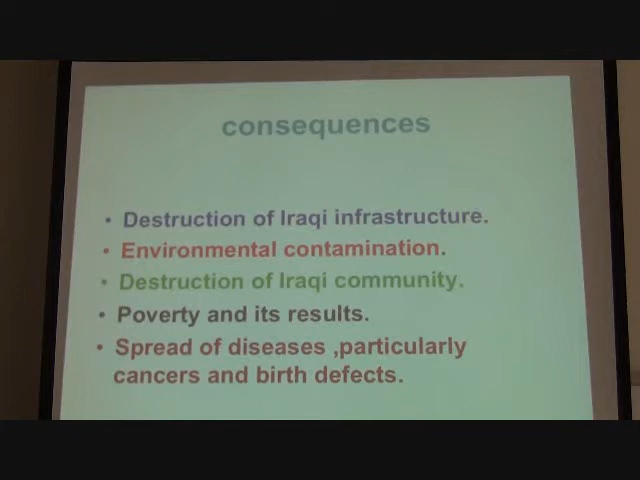 consequences
• Destruction of Iraqi infrastructure.
• Environmental contamination.
• Destruction of Iraqi community.
• Poverty and its results.
• Spread of diseases ,particularly
cancers and birth defects.